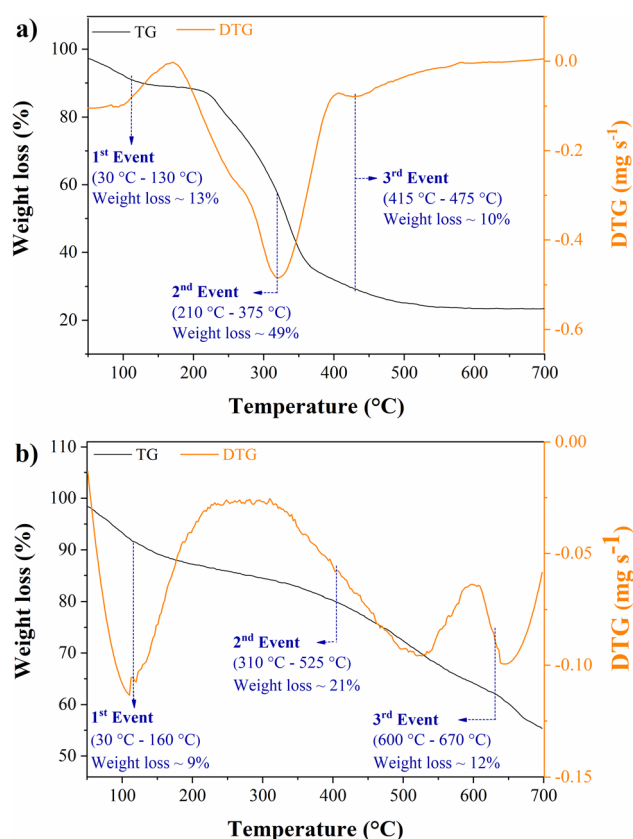 a)
TG DTG
100
80
60
40
20
Weight loss (%)
0.0
-0.2
-0.4
-0.6
DTG (mg s-1)
1st Event
(30 °C - 130 °C)
Weight loss ~ 13%
3rd Event
(415 °C - 475 °C)
Weight loss ~ 10%
2nd Event
(210 °C - 375 °C)
Weight loss ~ 49%
100 200 300 400 500 600 700
Temperature (°C)
b)
TG DTG
110
100
90
80
70
60
50
Weight loss (%)
0.00
-0.05
-0.10
-0.15
DTG (mg s-1)
2nd Event
(310 °C - 525 °C)
Weight loss ~ 21%
1st Event
(30 °C - 160 °C)
Weight loss ~ 9%
3rd Event
(600 °C - 670 °C)
Weight loss ~ 12%
100 200 300 400 500 600 700
Temperature (°C)